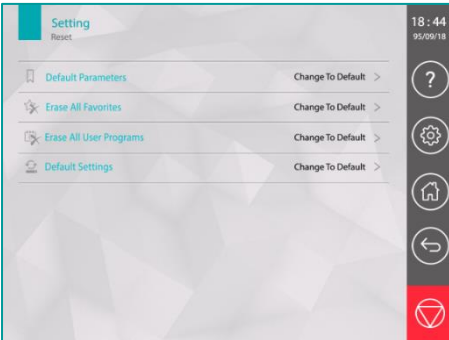 Setting
Reset
18:44
95/09/18
Default Parameters Change To Default >
Erase All Favorites Change To Default >
Erase All User Programs Change To Default >
Default Settings Change To Default >
?